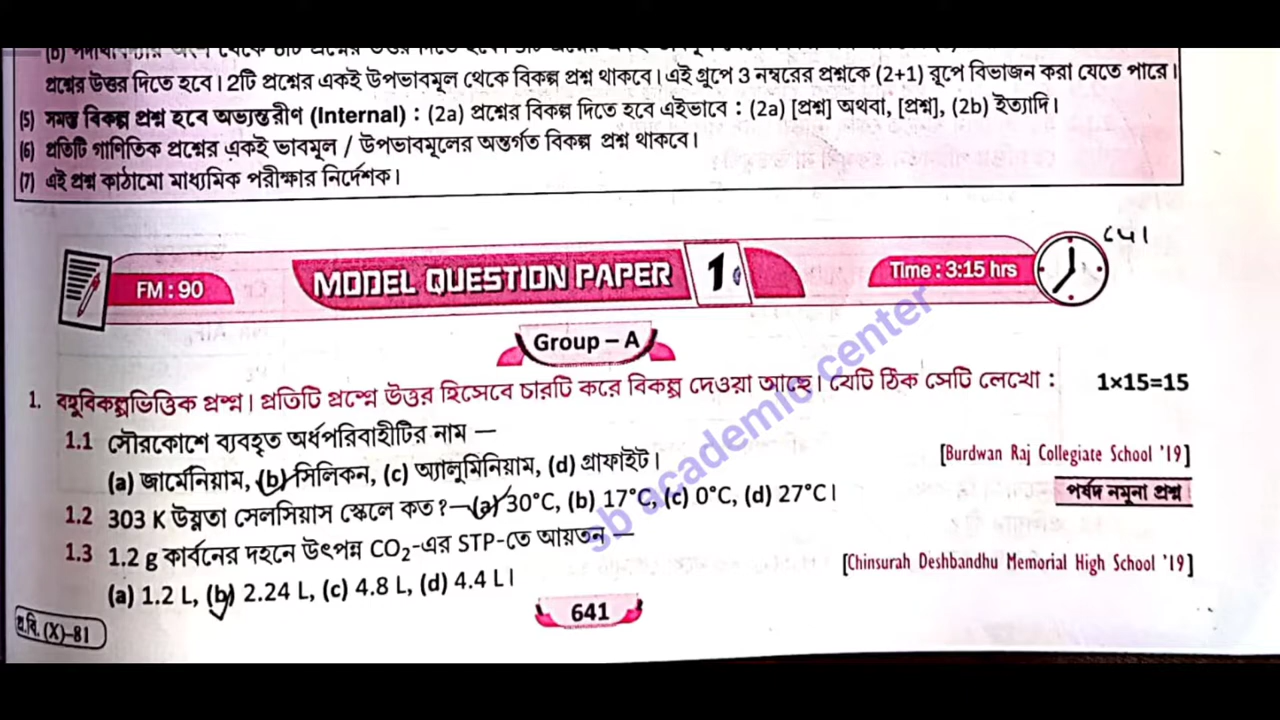 প্রশ্নের উত্তর দিতে হবে। 2টি প্রশ্নের একই উপভাবমূল থেকে বিকল্প প্রশ্ন থাকবে। এই গ্রুপে 3 নম্বরের প্রশ্নকে (2+1) রূপে বিভাজন করা যেতে পারে।
(5) সমস্ত বিকল্প প্রশ্ন হবে অভ্যন্তরীণ (Internal) : (2a) প্রশ্নের বিকল্প দিতে হবে এইভাবে : (2a) [প্রশ্ন] অথবা, [প্রশ্ন], (2b) ইত্যাদি।
(6) প্রতিটি গাণিতিক প্রশ্নের একই ভাবমূল / উপভাবমূলের অন্তর্গত বিকল্প প্রশ্ন থাকবে।
(7) এই প্রশ্ন কাঠামো মাধ্যমিক পরীক্ষার নির্দেশক।
FM : 90
MODEL QUESTION PAPER 1
Time : 3:15 hrs
Group – A
1. বহুবিকল্পভিত্তিক প্রশ্ন। প্রতিটি প্রশ্নে উত্তর হিসেবে চারটি করে বিকল্প দেওয়া আছে। যেটি ঠিক সেটি লেখো : 1×15=15
1.1 সৌরকোশে ব্যবহৃত অর্ধপরিবাহীটির নাম —
(a) জার্মেনিয়াম, (b) সিলিকন, (c) অ্যালুমিনিয়াম, (d) গ্রাফাইট। [Burdwan Raj Collegiate School '19]
1.2 303 K উষ্ণতা সেলসিয়াস স্কেলে কত ? — (a) 30°C, (b) 17°C, (c) 0°C, (d) 27°C। পর্ষদ নমুনা প্রশ্ন
1.3 1.2 g কার্বনের দহনে উৎপন্ন CO₂-এর STP-তে আয়তন — [Chinsurah Deshbandhu Memorial High School '19]
(a) 1.2 L, (b) 2.24 L, (c) 4.8 L, (d) 4.4 L।
641
প্র.বি. (X)–81
sb academic center